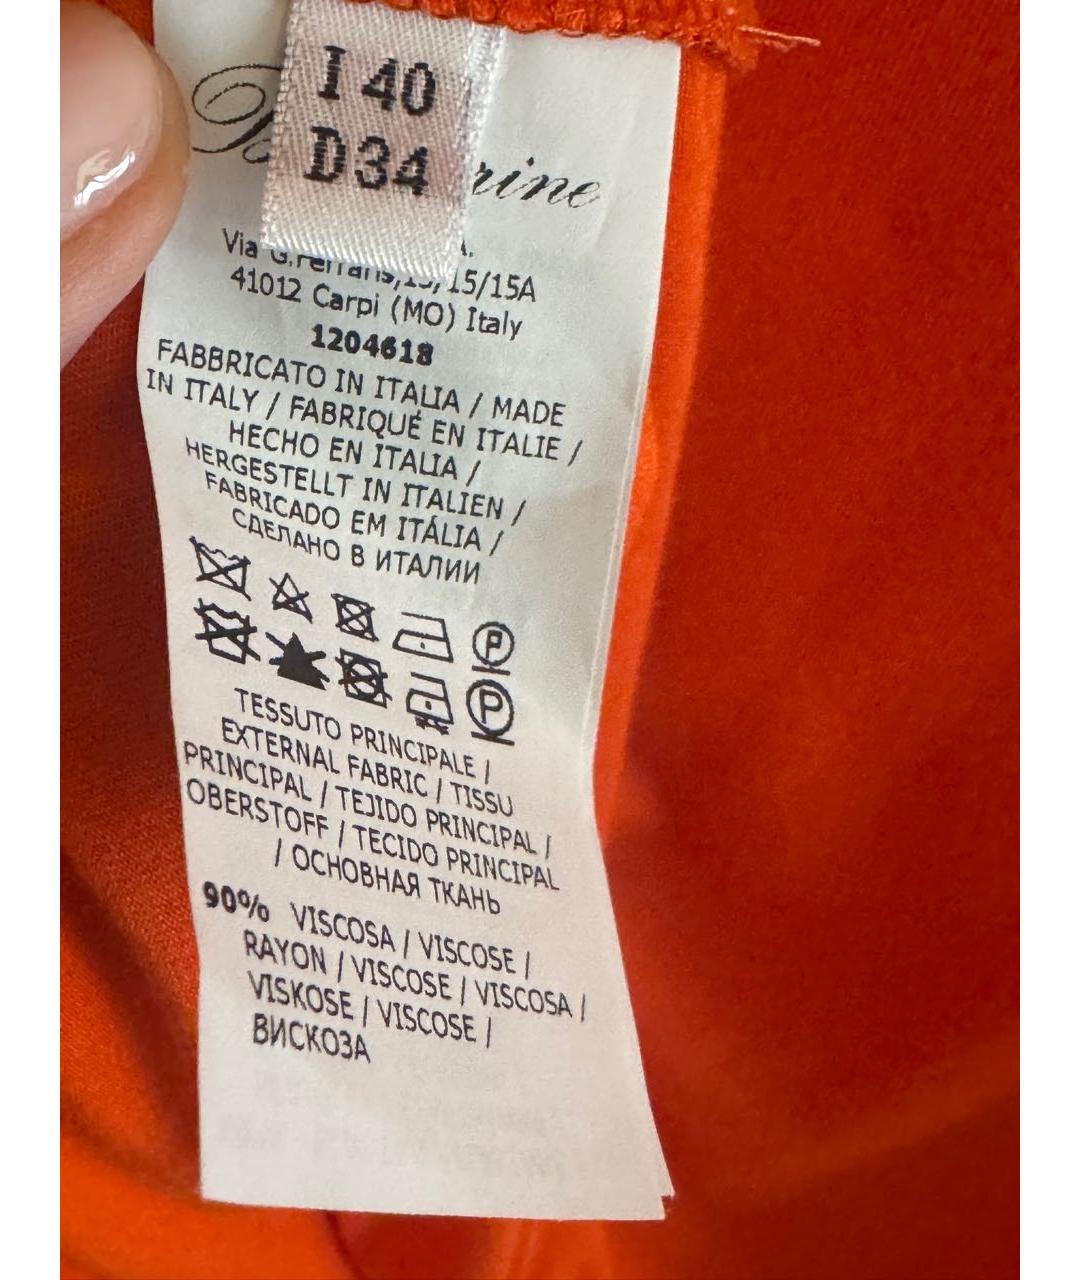 I 40
D34
Via G.Ferraris, 15/15A
41012 Carpi (MO) Italy
1204618
FABBRICATO IN ITALIA / MADE
IN ITALY / FABRIQUÉ EN ITALIE /
HECHO EN ITALIA /
HERGESTELLT IN ITALIEN /
FABRICADO EM ITÁLIA /
СДЕЛАНО В ИТАЛИИ
P
P
TESSUTO PRINCIPALE /
EXTERNAL FABRIC / TISSU
PRINCIPAL / TEJIDO PRINCIPAL /
OBERSTOFF / TECIDO PRINCIPAL
/ ОСНОВНАЯ ТКАНЬ
90% VISCOSA / VISCOSE /
RAYON / VISCOSE / VISCOSA /
VISKOSE / VISCOSE /
ВИСКОЗА